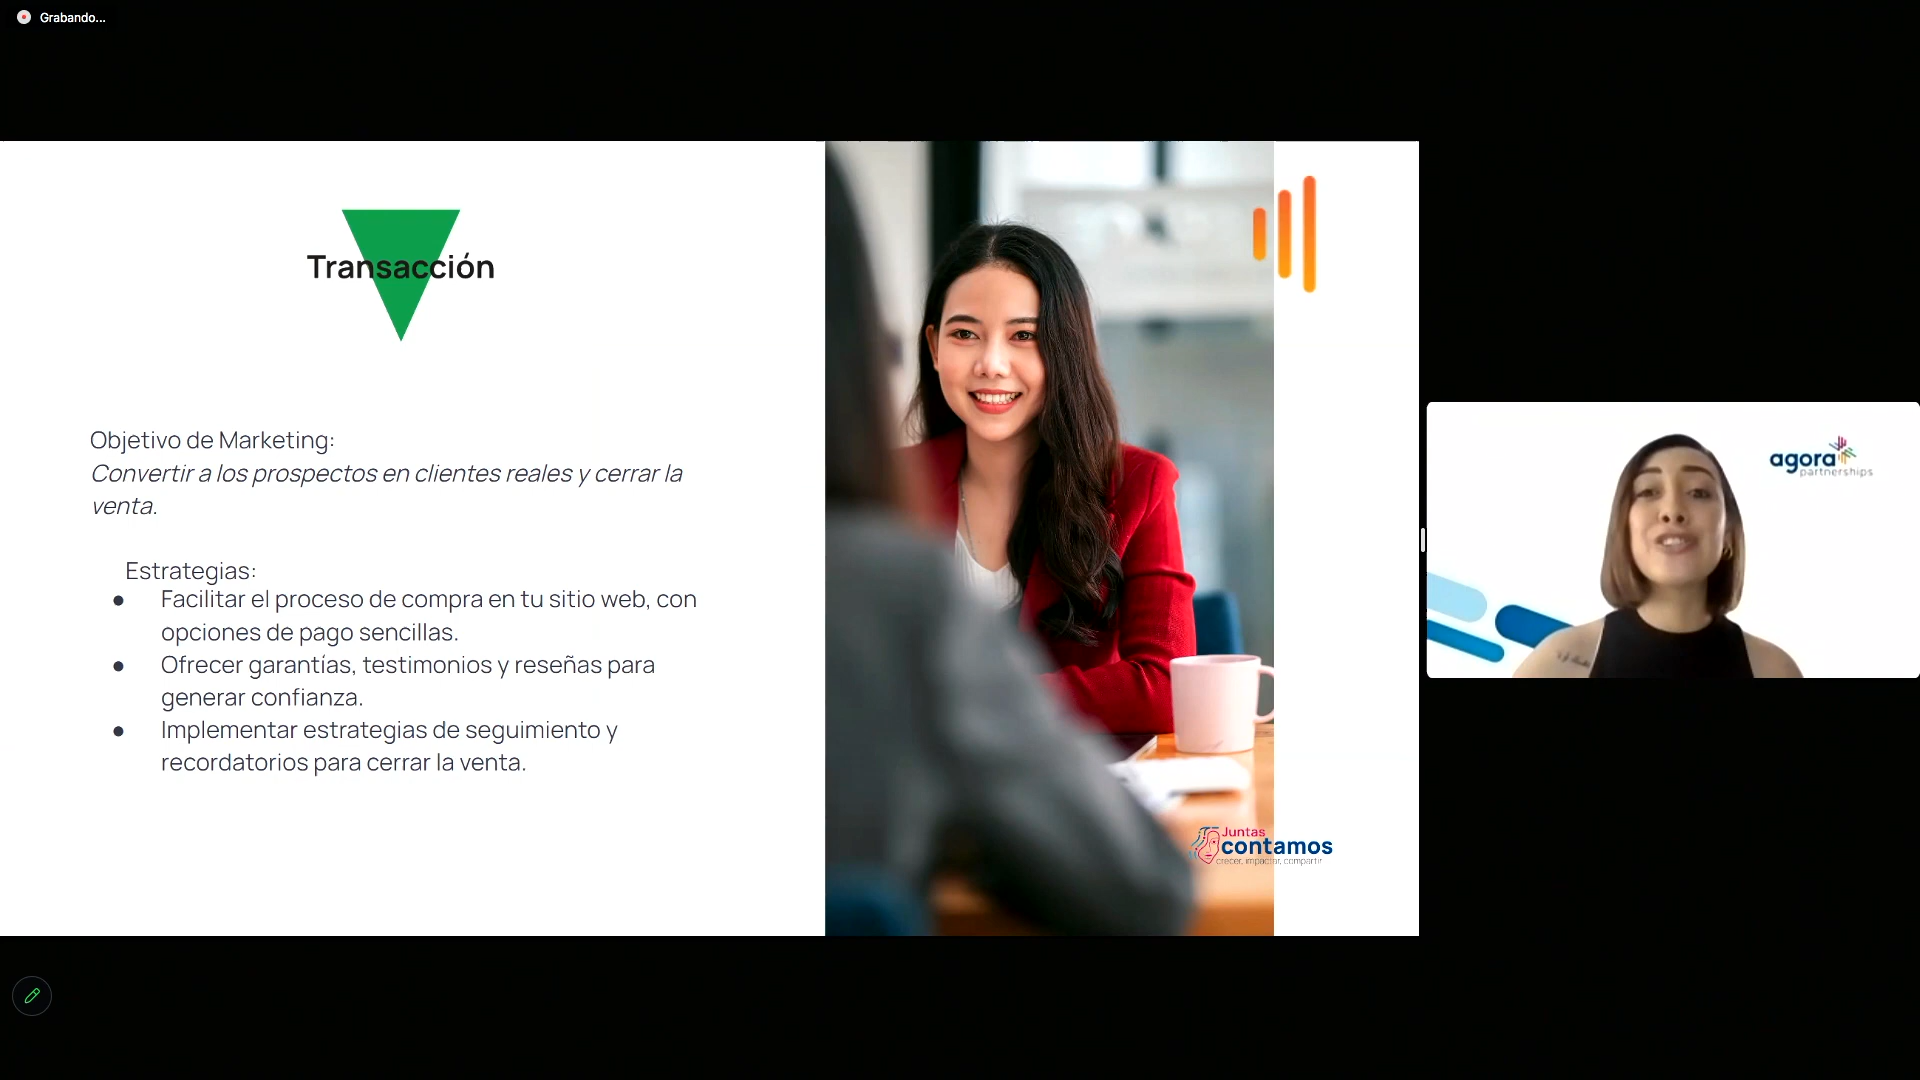 Grabando...
Transacción
Objetivo de Marketing:
Convertir a los prospectos en clientes reales y cerrar la
venta.
Estrategias:
● Facilitar el proceso de compra en tu sitio web, con
opciones de pago sencillas.
● Ofrecer garantías, testimonios y reseñas para
generar confianza.
● Implementar estrategias de seguimiento y
recordatorios para cerrar la venta.
Juntas
contamos
crecer, impactar, compartir
agora
partnerships